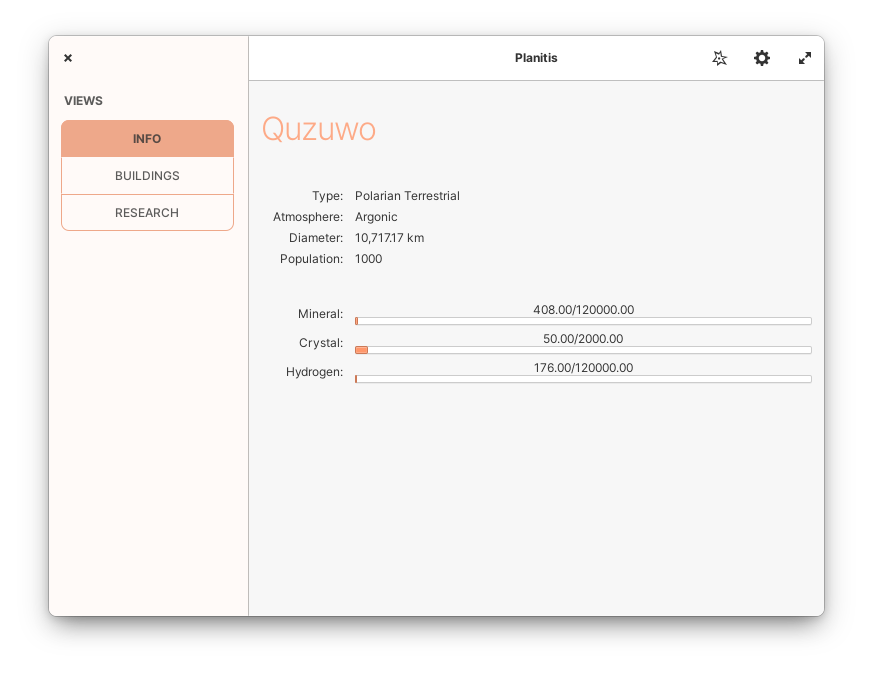 Planitis
VIEWS
INFO
BUILDINGS
RESEARCH
Quzuwo
Type: Polarian Terrestrial
Atmosphere: Argonic
Diameter: 10,717.17 km
Population: 1000
Mineral: 408.00/120000.00
Crystal: 50.00/2000.00
Hydrogen: 176.00/120000.00